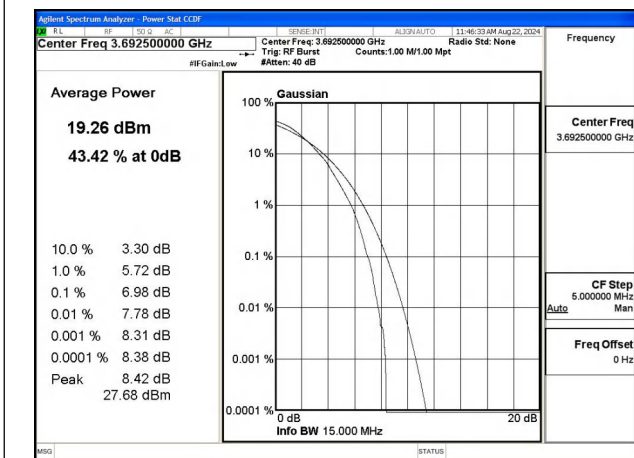 Agilent Spectrum Analyzer - Power Stat CCDF
RL RF 50 Ω AC SENSE:INT ALIGN AUTO 11:46:33 AM Aug 22, 2024
Center Freq 3.692500000 GHz
Center Freq: 3.692500000 GHz Radio Std: None
Trig: RF Burst Counts:1.00 M/1.00 Mpt
#IFGain:Low #Atten: 40 dB
Frequency
Average Power
19.26 dBm
43.42 % at 0dB
10.0 % 3.30 dB
1.0 % 5.72 dB
0.1 % 6.98 dB
0.01 % 7.78 dB
0.001 % 8.31 dB
0.0001 % 8.38 dB
Peak 8.42 dB
27.68 dBm
Gaussian
100 %
10 %
1 %
0.1 %
0.01 %
0.001 %
0.0001 %
0 dB 20 dB
Info BW 15.000 MHz
Center Freq
3.692500000 GHz
CF Step
5.000000 MHz
Auto Man
Freq Offset
0 Hz
MSG STATUS